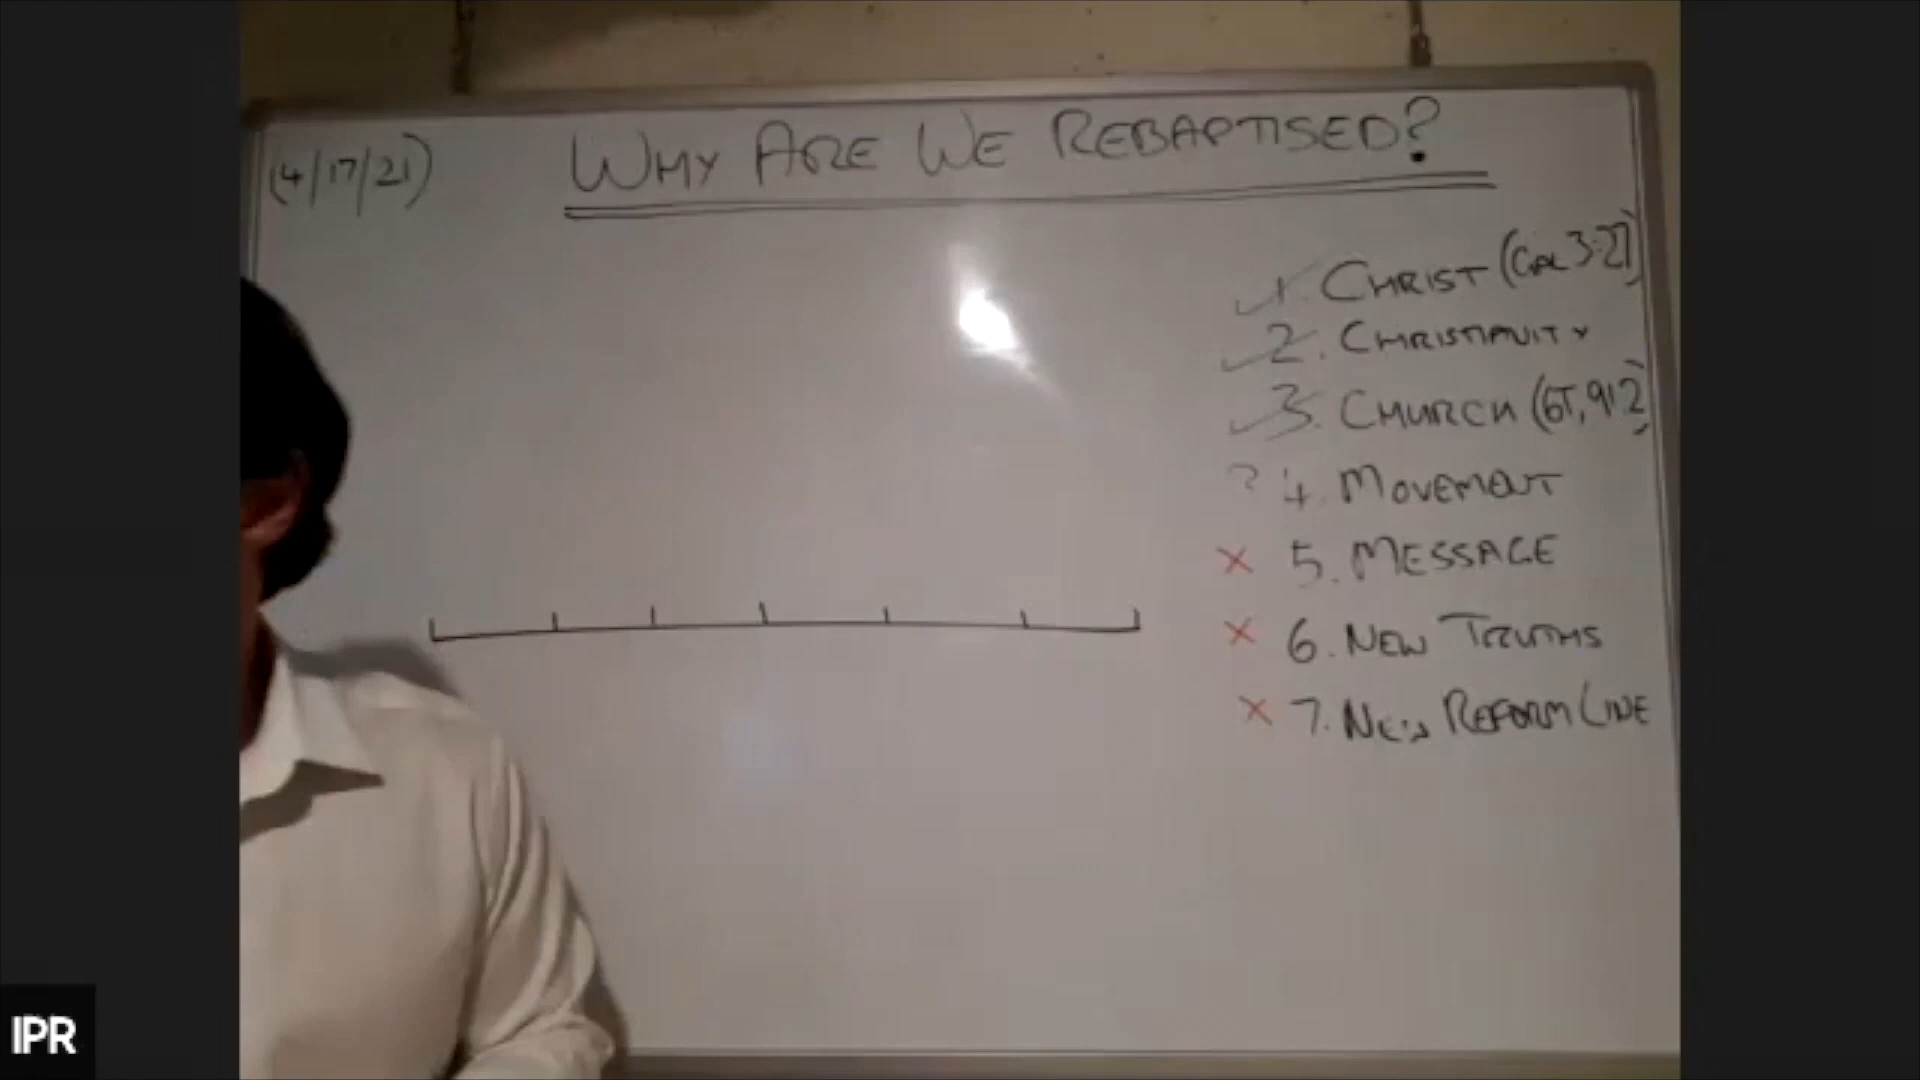 (4/17/21)
WHY ARE WE REBAPTISED?
1. CHRIST (GAL 3:27)
2. CHRISTIANITY
3. CHURCH (6T, 91.2)
? 4. MOVEMENT
X 5. MESSAGE
X 6. NEW TRUTHS
X 7. NEW REFORM LINE
IPR